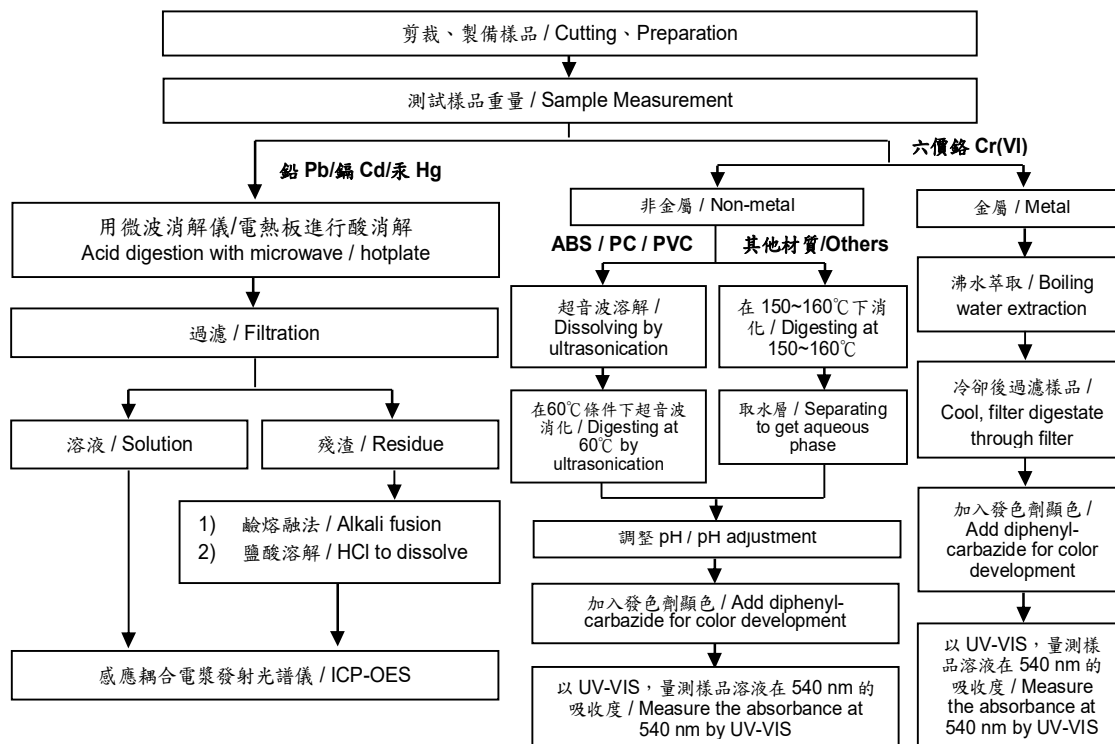 剪裁、製備樣品 / Cutting、Preparation
測試樣品重量 / Sample Measurement
鉛 Pb/鎘 Cd/汞 Hg
用微波消解儀/電熱板進行酸消解
Acid digestion with microwave / hotplate
過濾 / Filtration
溶液 / Solution
殘渣 / Residue
1) 鹼熔融法 / Alkali fusion
2) 鹽酸溶解 / HCl to dissolve
感應耦合電漿發射光譜儀 / ICP-OES
六價鉻 Cr(VI)
非金屬 / Non-metal
ABS / PC / PVC
超音波溶解 /
Dissolving by
ultrasonication
在60℃條件下超音波
消化 / Digesting at
60℃ by
ultrasonication
其他材質/Others
在 150~160℃下消
化 / Digesting at
150~160℃
取水層 / Separating
to get aqueous
phase
調整 pH / pH adjustment
加入發色劑顯色 / Add diphenyl-
carbazide for color development
以 UV-VIS，量測樣品溶液在 540 nm 的
吸收度 / Measure the absorbance at
540 nm by UV-VIS
金屬 / Metal
沸水萃取 / Boiling
water extraction
冷卻後過濾樣品 /
Cool, filter digestate
through filter
加入發色劑顯色 /
Add diphenyl-
carbazide for color
development
以 UV-VIS，量測樣
品溶液在 540 nm 的
吸收度 / Measure
the absorbance at
540 nm by UV-VIS